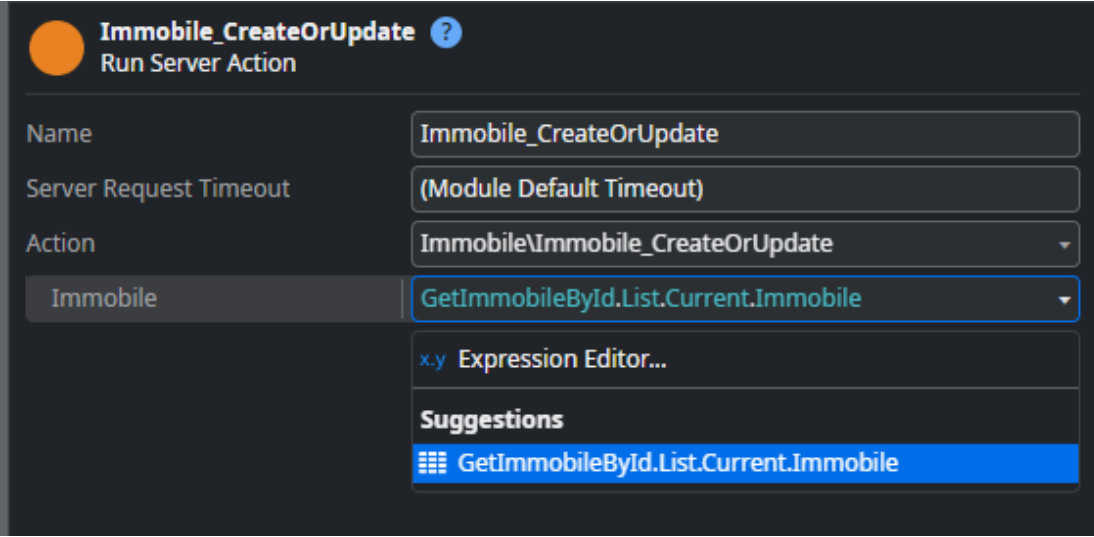 Immobile_CreateOrUpdate ?
Run Server Action
Name Immobile_CreateOrUpdate
Server Request Timeout (Module Default Timeout)
Action Immobile\Immobile_CreateOrUpdate
Immobile GetImmobileById.List.Current.Immobile
x.y Expression Editor...
Suggestions
GetImmobileById.List.Current.Immobile